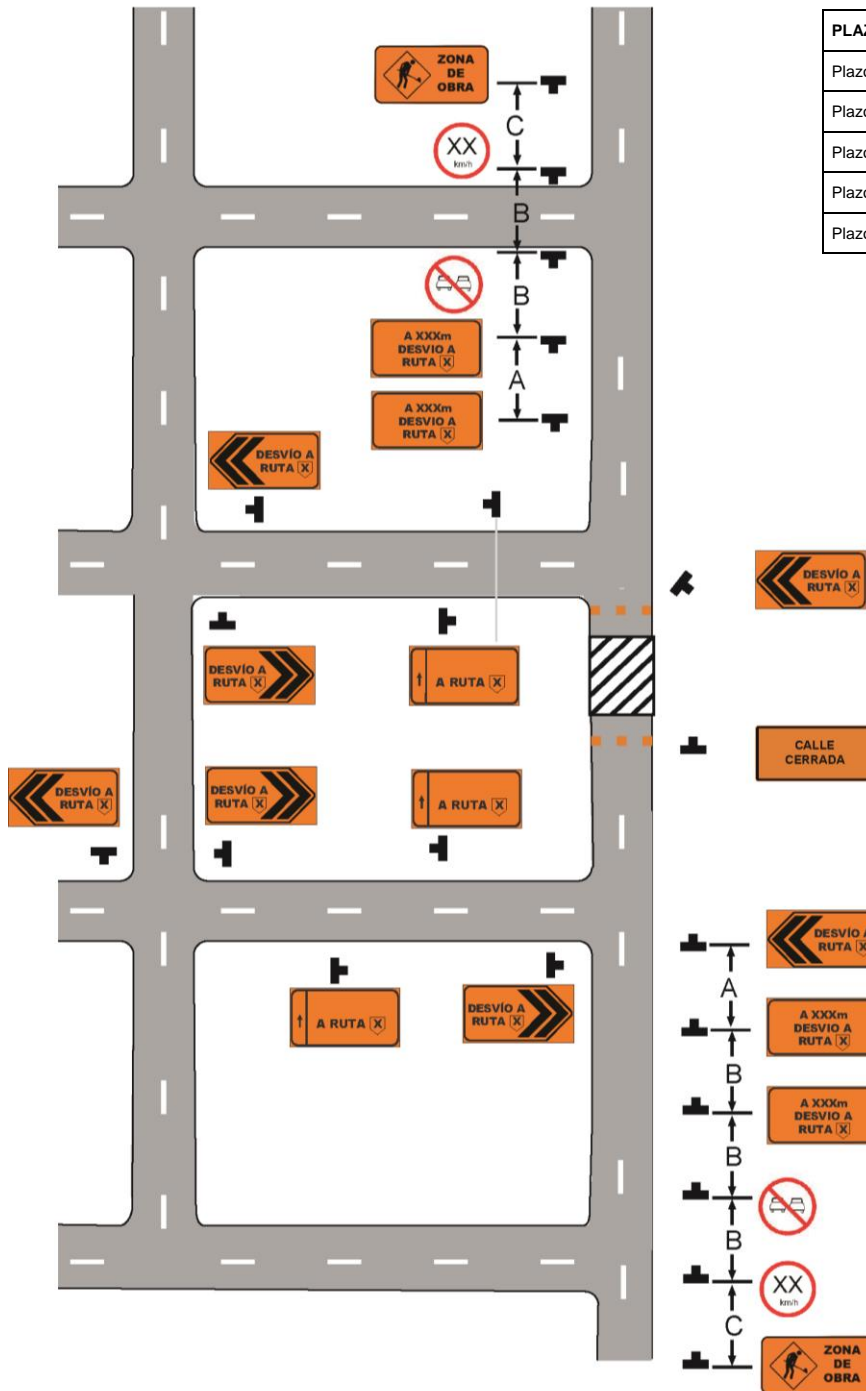 PLAZ
Plazo
Plazo
Plazo
Plazo
Plazo
ZONA
DE
OBRA
C
XX
km/h
B
B
A XXXm
DESVIO A
RUTA X
A
A XXXm
DESVIO A
RUTA X
DESVÍO A
RUTA X
DESVÍO A
RUTA X
DESVÍO A
RUTA X
A RUTA X
CALLE
CERRADA
DESVÍO A
RUTA X
DESVÍO A
RUTA X
A RUTA X
DESVÍO A
RUTA X
A
A RUTA X
DESVÍO A
RUTA X
A XXXm
DESVIO A
RUTA X
B
A XXXm
DESVIO A
RUTA X
B
B
XX
km/h
C
ZONA
DE
OBRA